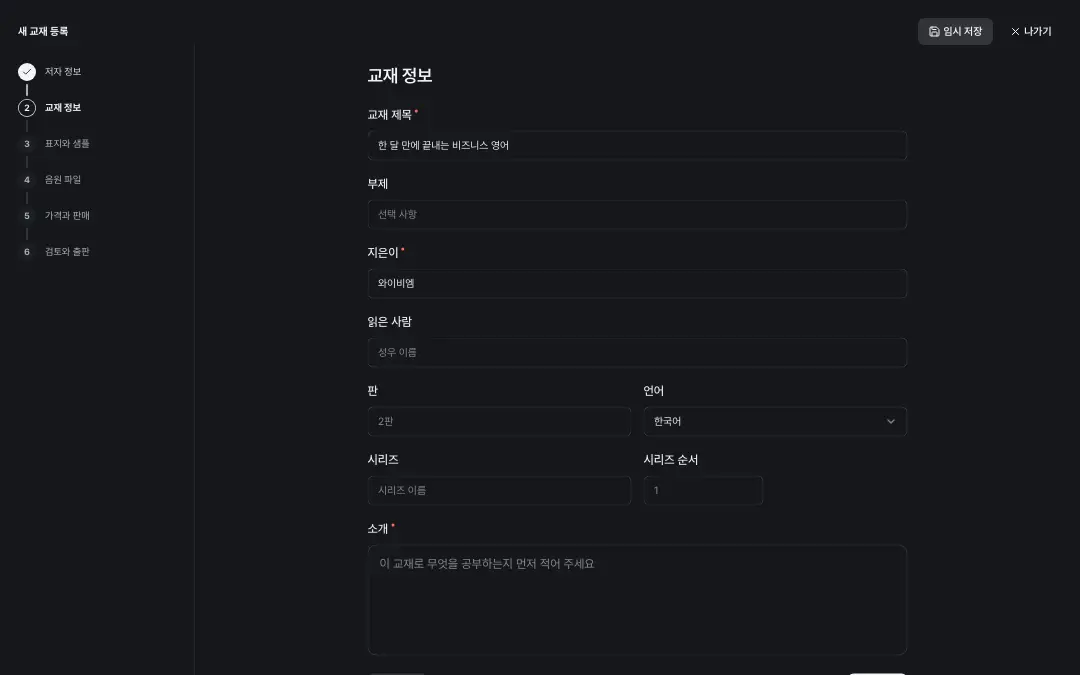 새 교재 등록
임시 저장
나가기
저자 정보
2 교재 정보
3 표지와 샘플
4 음원 파일
5 가격과 판매
6 검토와 출판
교재 정보
교재 제목 *
한 달 만에 끝내는 비즈니스 영어
부제
선택 사항
지은이 *
와이비엠
읽은 사람
성우 이름
판
언어
2판
한국어
시리즈
시리즈 순서
시리즈 이름
1
소개 *
이 교재로 무엇을 공부하는지 먼저 적어 주세요